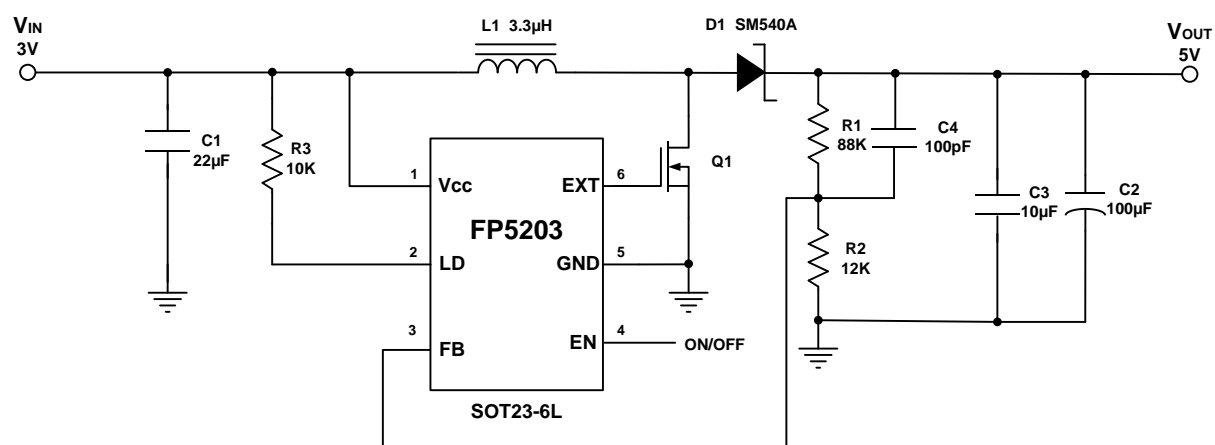 VIN
3V
L1 3.3µH
D1 SM540A
VOUT
5V
C1
22µF
R3
10K
1
Vcc
2
LD
3
FB
FP5203
6
EXT
5
GND
4
EN
ON/OFF
SOT23-6L
Q1
R1
88K
C4
100pF
R2
12K
C3
10µF
C2
100µF